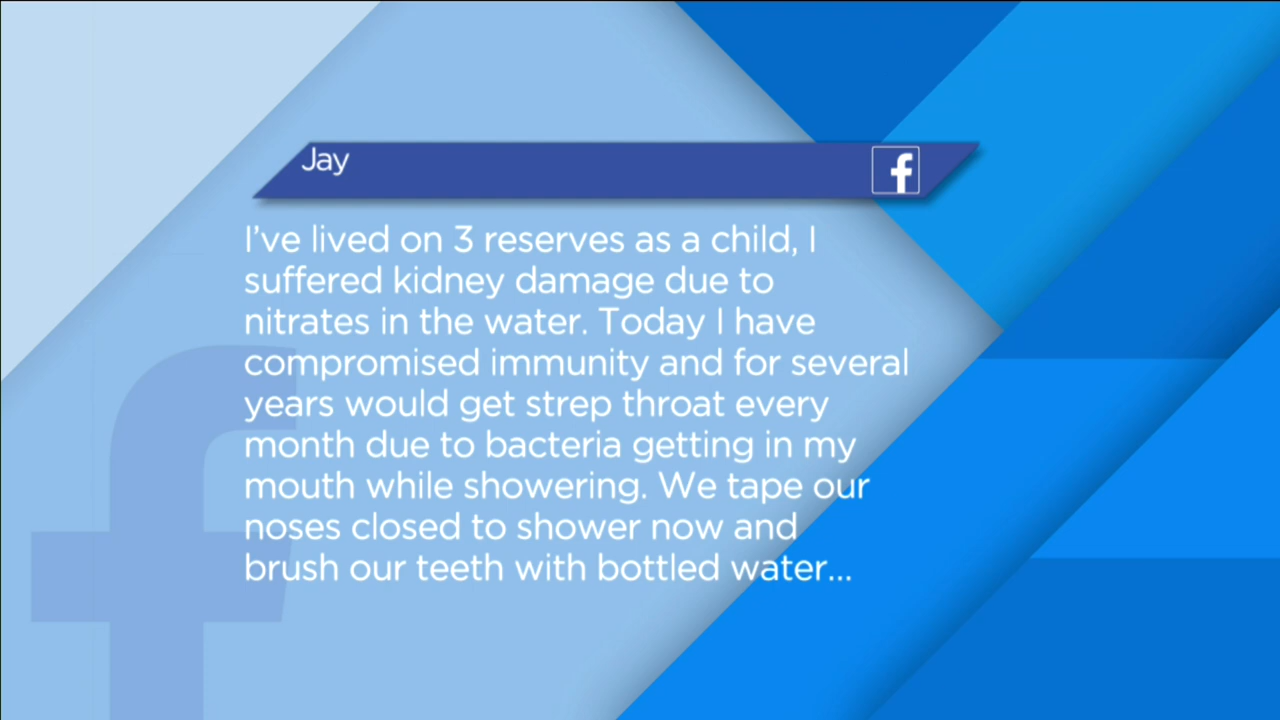 Jay
I've lived on 3 reserves as a child, I
suffered kidney damage due to
nitrates in the water. Today I have
compromised immunity and for several
years would get strep throat every
month due to bacteria getting in my
mouth while showering. We tape our
noses closed to shower now and
brush our teeth with bottled water...